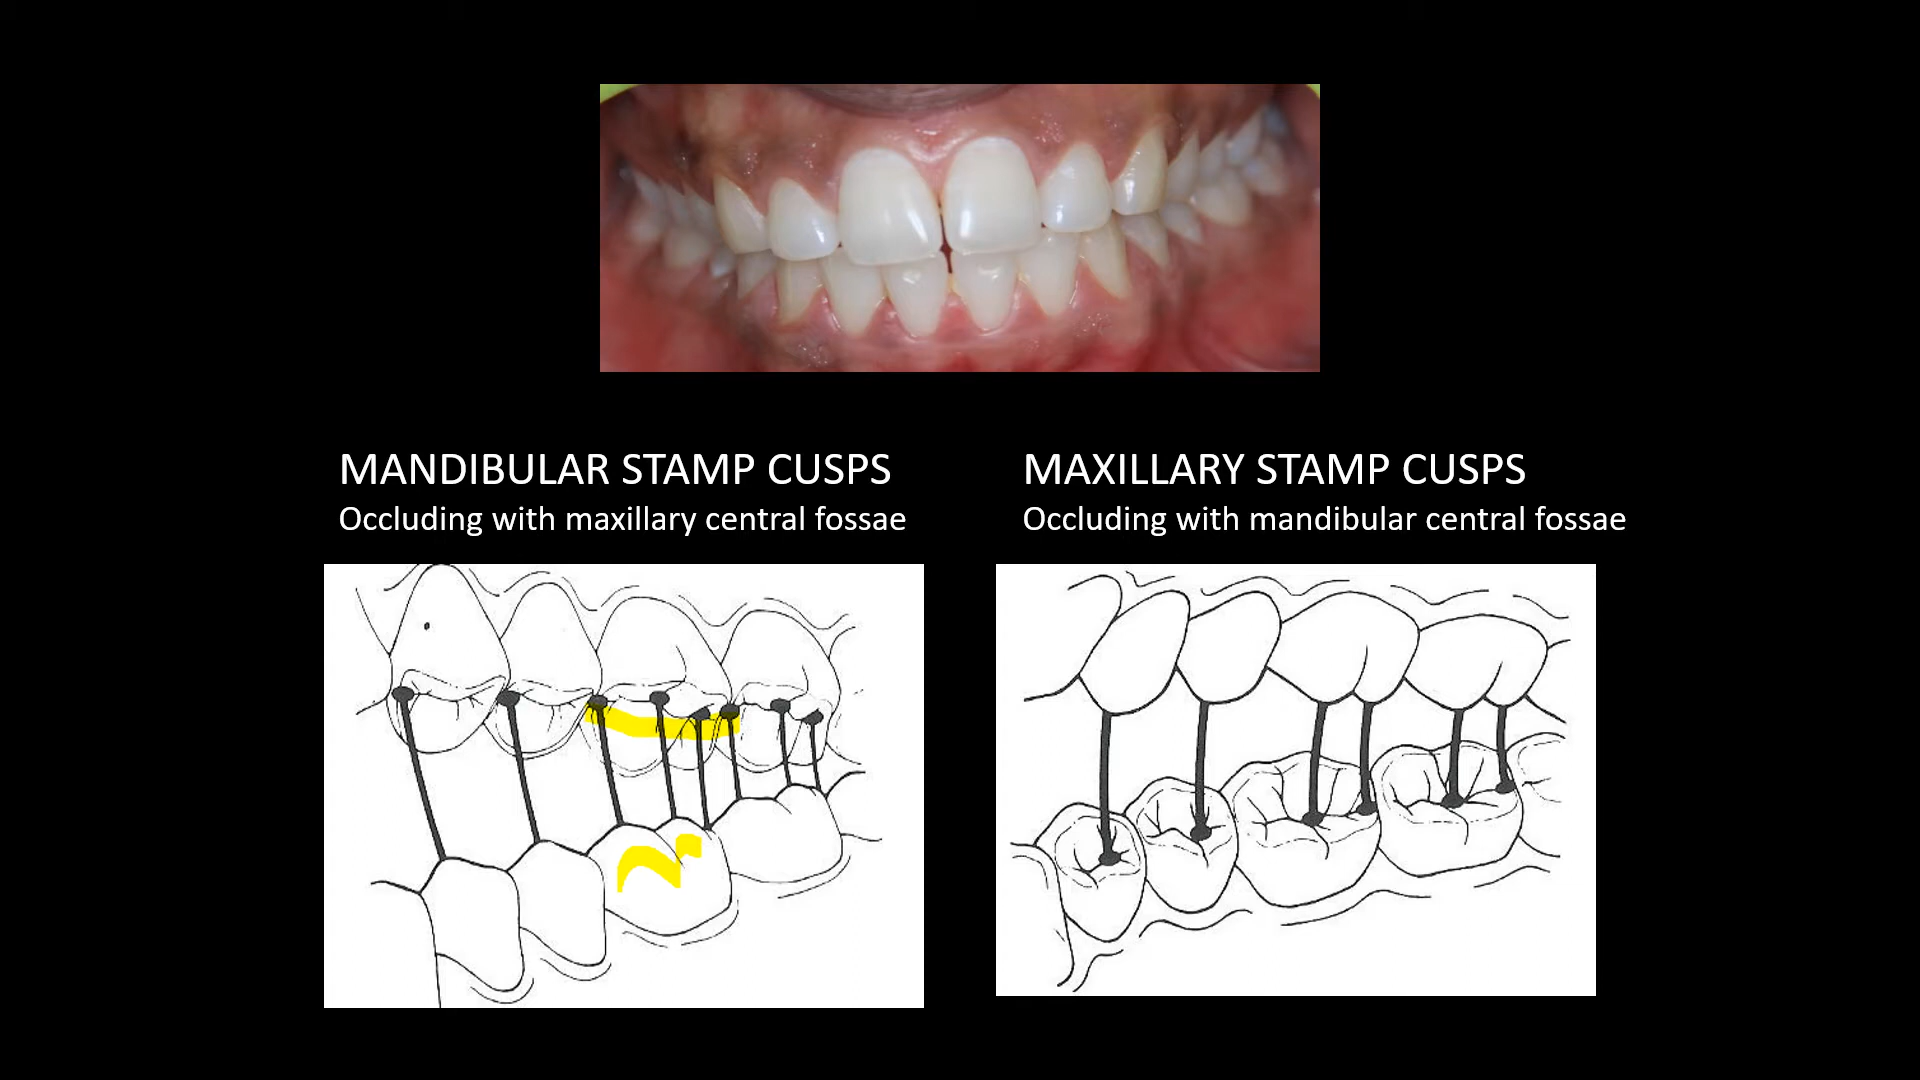 MANDIBULAR STAMP CUSPS
Occluding with maxillary central fossae
MAXILLARY STAMP CUSPS
Occluding with mandibular central fossae